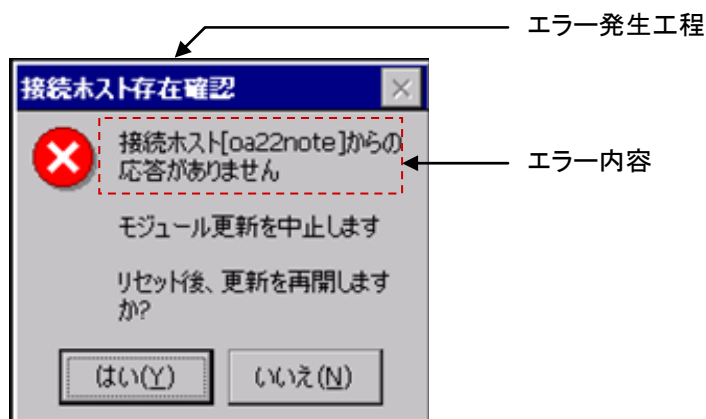 エラー発生工程
接続ホスト存在確認
接続ホスト[oa22note]からの
応答がありません
エラー内容
モジュール更新を中止します
リセット後、更新を再開します
か?
はい(Y)
いいえ(N)